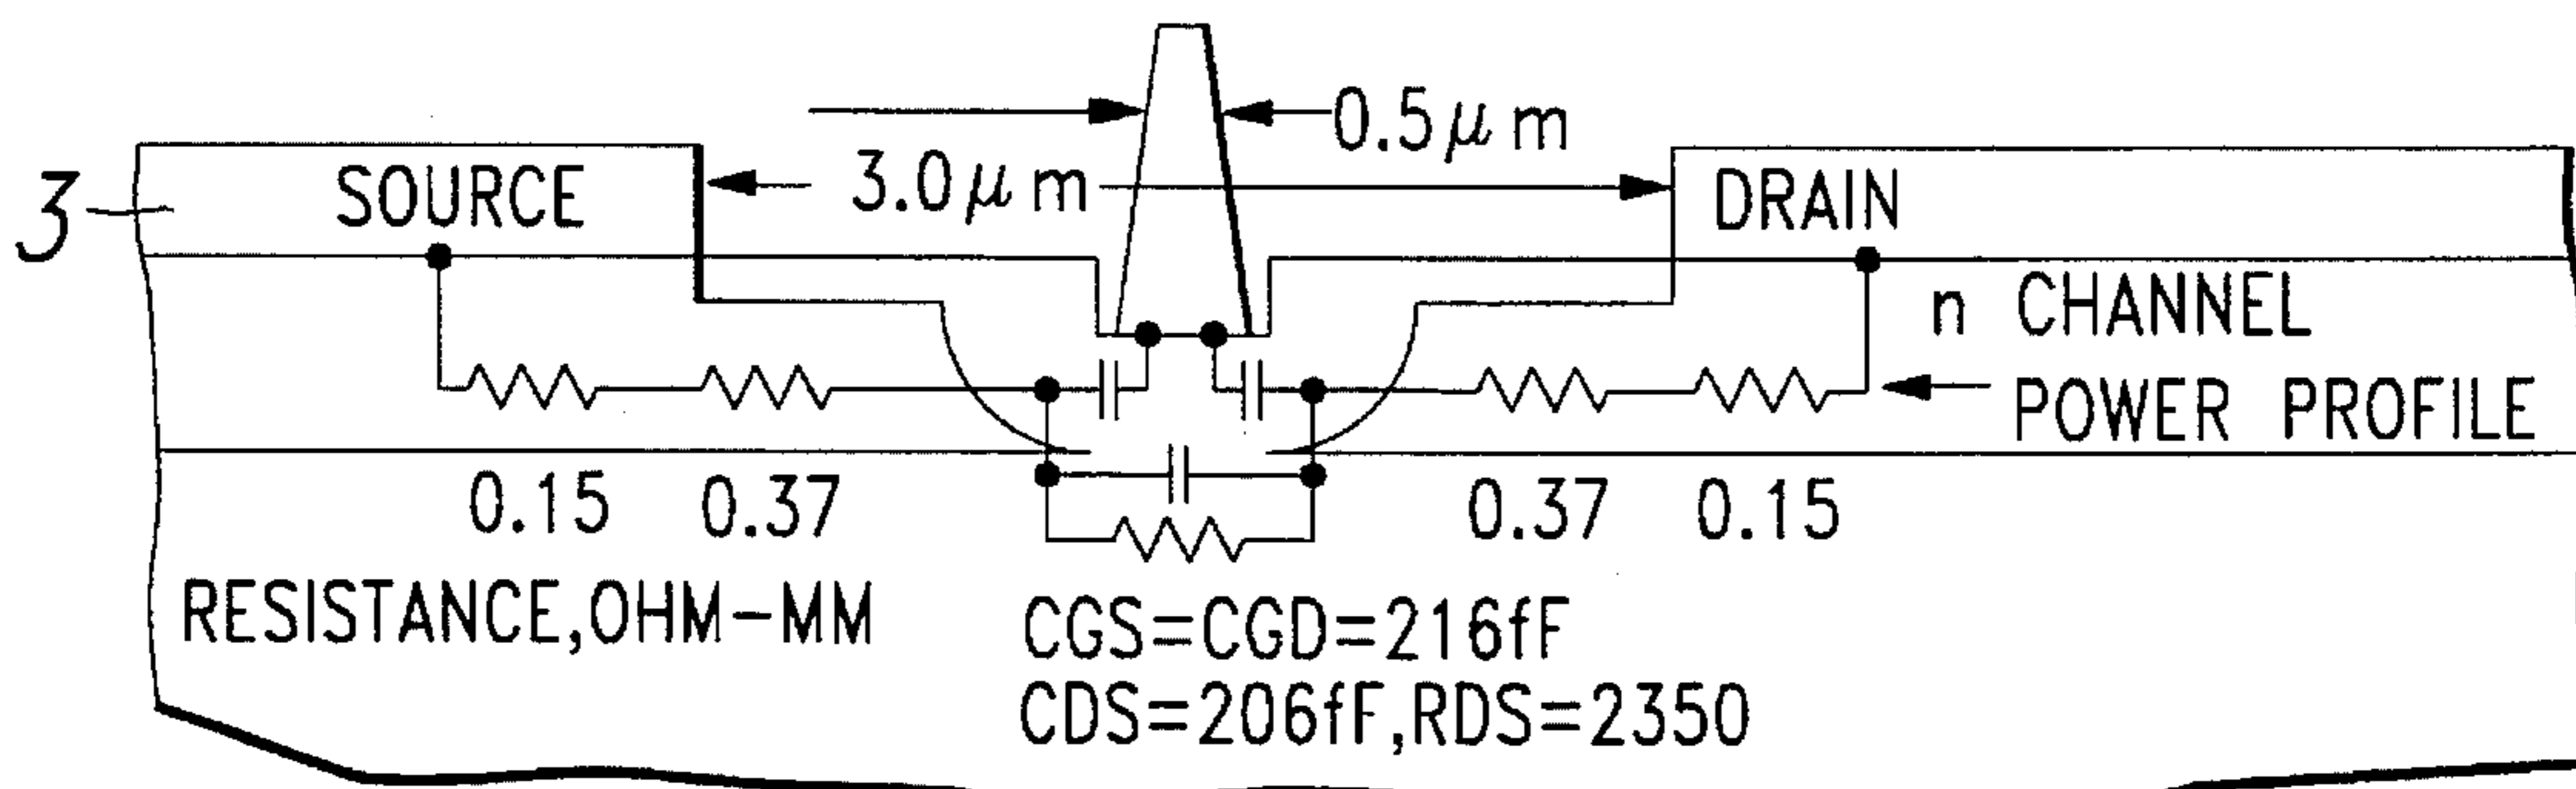 0.5μm
3 SOURCE 3.0μm DRAIN
n CHANNEL
POWER PROFILE
0.15 0.37 0.37 0.15
RESISTANCE,OHM-MM
CGS=CGD=216fF
CDS=206fF,RDS=2350